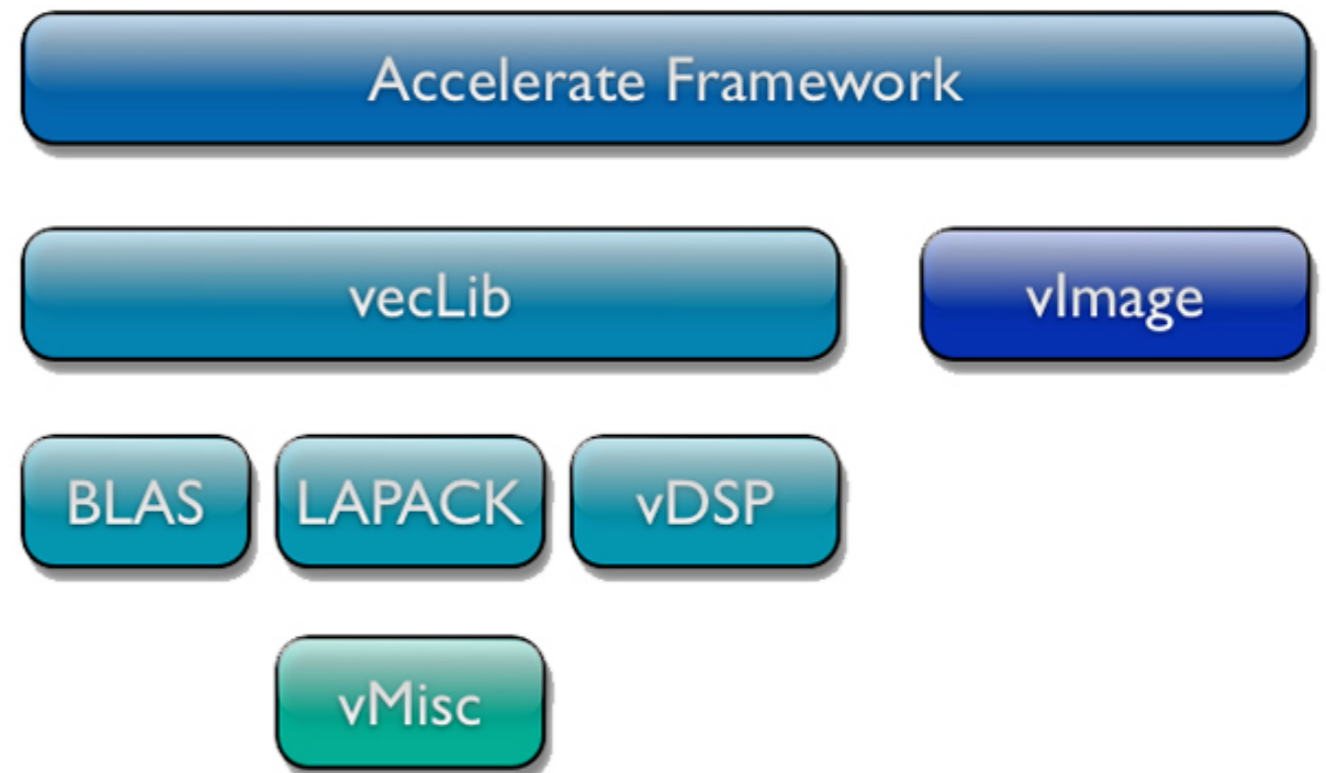 Accelerate Framework
vecLib
vImage
BLAS
LAPACK
vDSP
vMisc